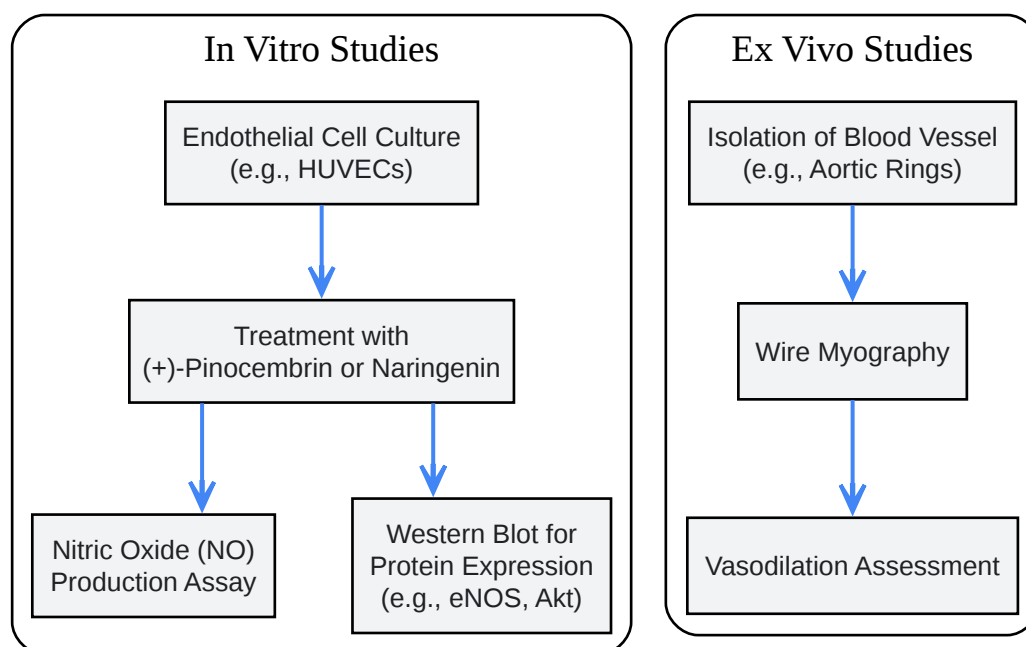 In Vitro Studies
Endothelial Cell Culture
(e.g., HUVECs)
Treatment with
(+)-Pinocembrin or Naringenin
Nitric Oxide (NO)
Production Assay
Western Blot for
Protein Expression
(e.g., eNOS, Akt)
Ex Vivo Studies
Isolation of Blood Vessel
(e.g., Aortic Rings)
Wire Myography
Vasodilation Assessment